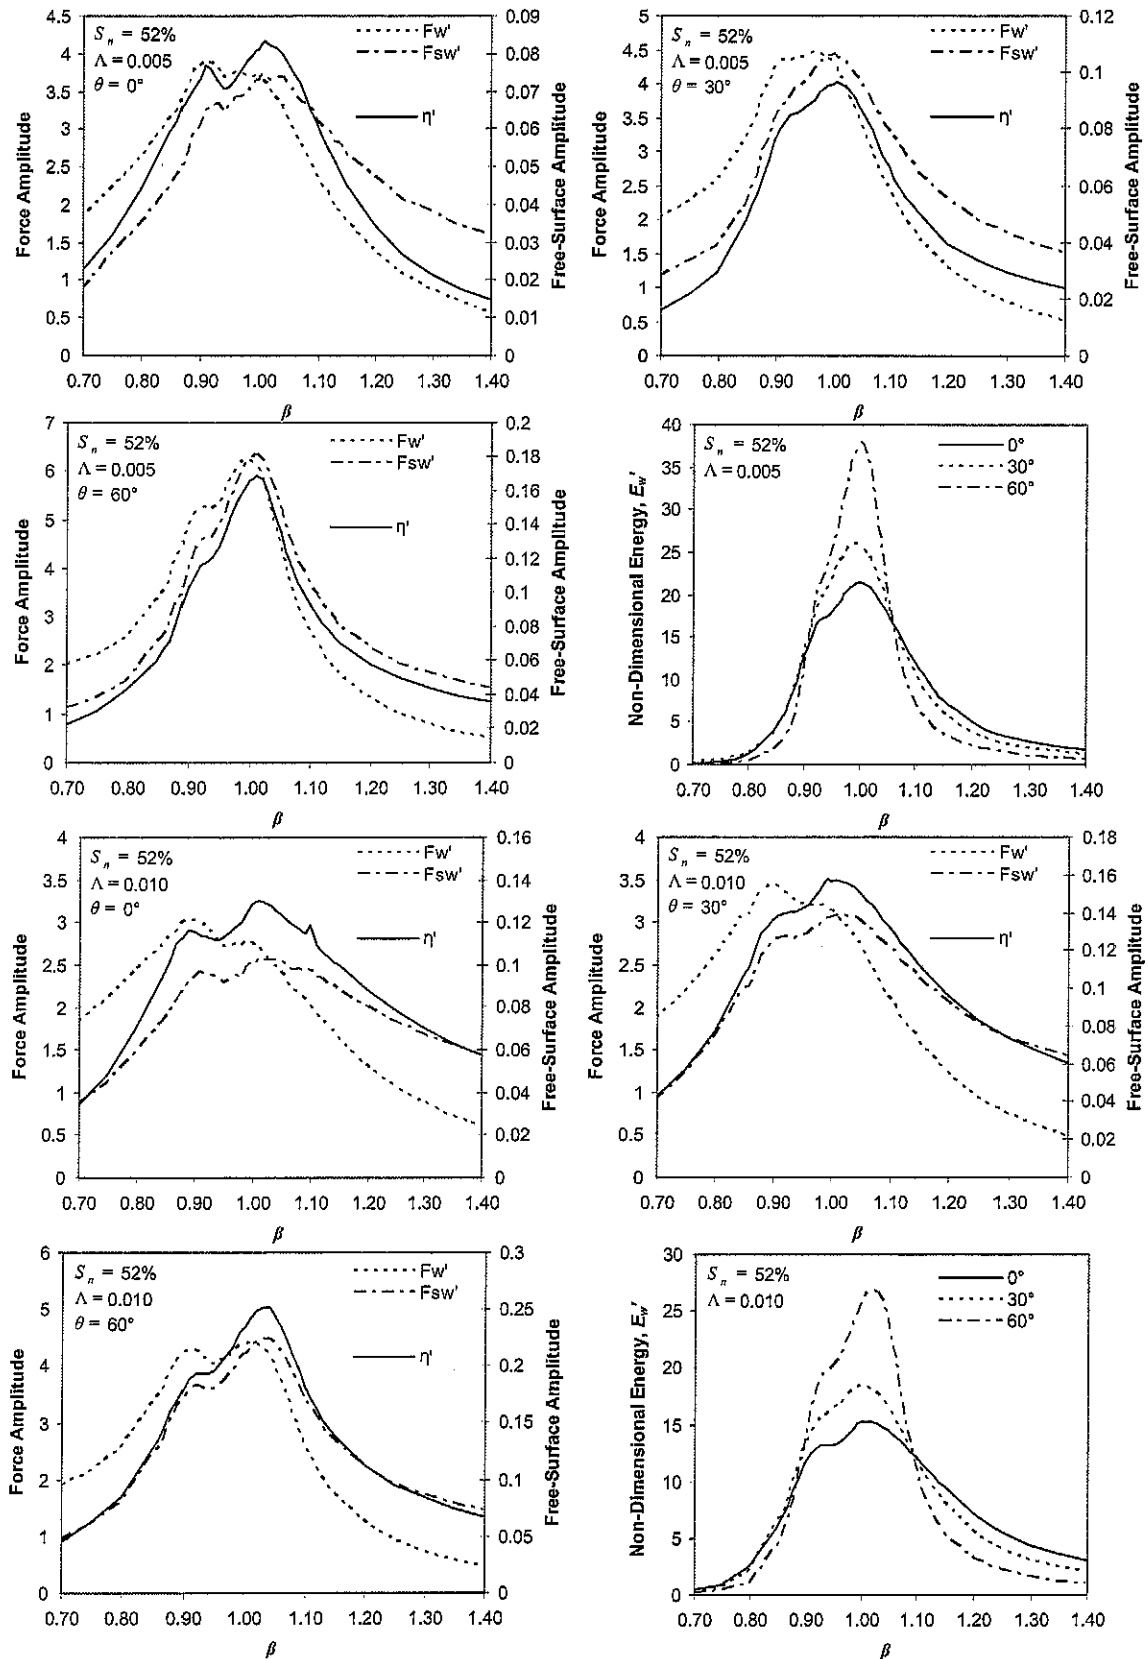 4.5
4
3.5
3
2.5
2
1.5
1
0.5
0
Force Amplitude
S_n = 52%
Λ = 0.005
θ = 0°
Fw'
Fsw'
η'
0.09
0.08
0.07
0.06
0.05
0.04
0.03
0.02
0.01
0
Free-Surface Amplitude
0.70 0.80 0.90 1.00 1.10 1.20 1.30 1.40
β
5
4.5
4
3.5
3
2.5
2
1.5
1
0.5
0
Force Amplitude
S_n = 52%
Λ = 0.005
θ = 30°
Fw'
Fsw'
η'
0.12
0.1
0.08
0.06
0.04
0.02
0
Free-Surface Amplitude
0.70 0.80 0.90 1.00 1.10 1.20 1.30 1.40
β
7
6
5
4
3
2
1
0
Force Amplitude
S_n = 52%
Λ = 0.005
θ = 60°
Fw'
Fsw'
η'
0.2
0.18
0.16
0.14
0.12
0.1
0.08
0.06
0.04
0.02
0
Free-Surface Amplitude
0.70 0.80 0.90 1.00 1.10 1.20 1.30 1.40
β
40
35
30
25
20
15
10
5
0
Non-Dimensional Energy, E_w'
S_n = 52%
Λ = 0.005
0°
30°
60°
0.70 0.80 0.90 1.00 1.10 1.20 1.30 1.40
β
4
3.5
3
2.5
2
1.5
1
0.5
0
Force Amplitude
S_n = 52%
Λ = 0.010
θ = 0°
Fw'
Fsw'
η'
0.16
0.14
0.12
0.1
0.08
0.06
0.04
0.02
0
Free-Surface Amplitude
0.70 0.80 0.90 1.00 1.10 1.20 1.30 1.40
β
4
3.5
3
2.5
2
1.5
1
0.5
0
Force Amplitude
S_n = 52%
Λ = 0.010
θ = 30°
Fw'
Fsw'
η'
0.18
0.16
0.14
0.12
0.1
0.08
0.06
0.04
0.02
0
Free-Surface Amplitude
0.70 0.80 0.90 1.00 1.10 1.20 1.30 1.40
β
6
5
4
3
2
1
0
Force Amplitude
S_n = 52%
Λ = 0.010
θ = 60°
Fw'
Fsw'
η'
0.3
0.25
0.2
0.15
0.1
0.05
0
Free-Surface Amplitude
0.70 0.80 0.90 1.00 1.10 1.20 1.30 1.40
β
30
25
20
15
10
5
0
Non-Dimensional Energy, E_w'
S_n = 52%
Λ = 0.010
0°
30°
60°
0.70 0.80 0.90 1.00 1.10 1.20 1.30 1.40
β